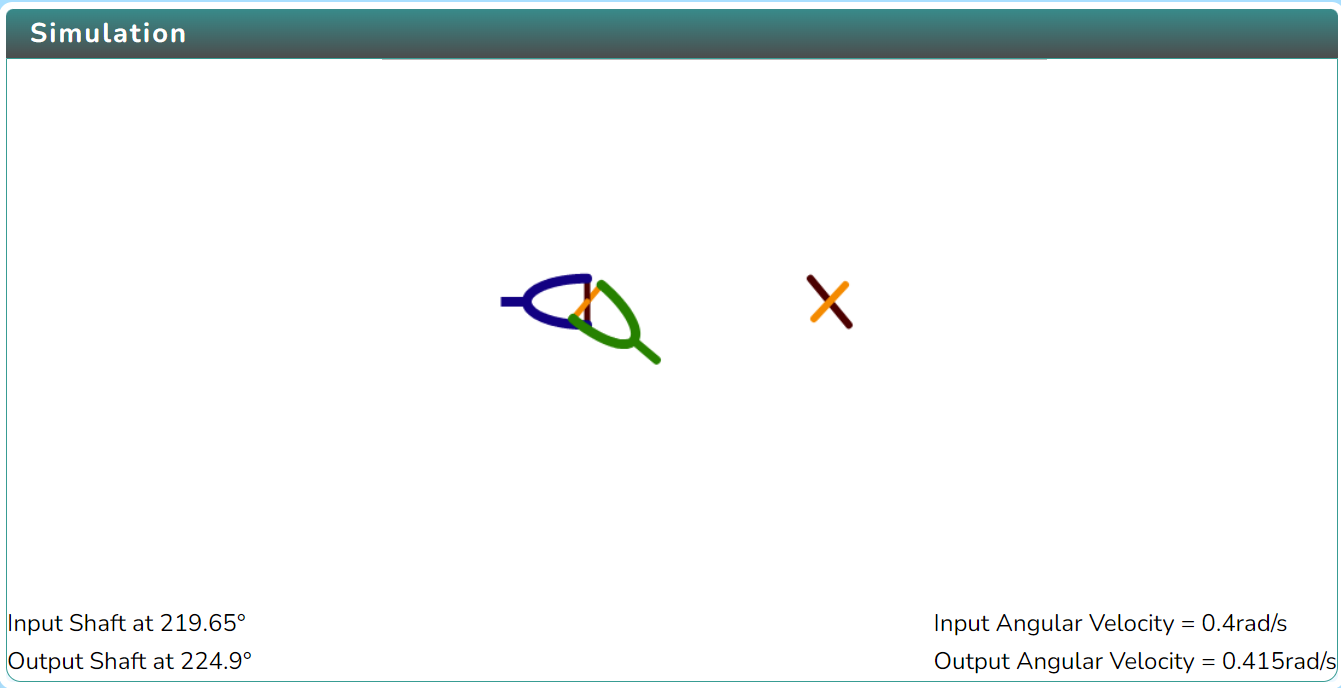 Simulation
Input Shaft at 219.65°
Output Shaft at 224.9°
Input Angular Velocity = 0.4rad/s
Output Angular Velocity = 0.415rad/s